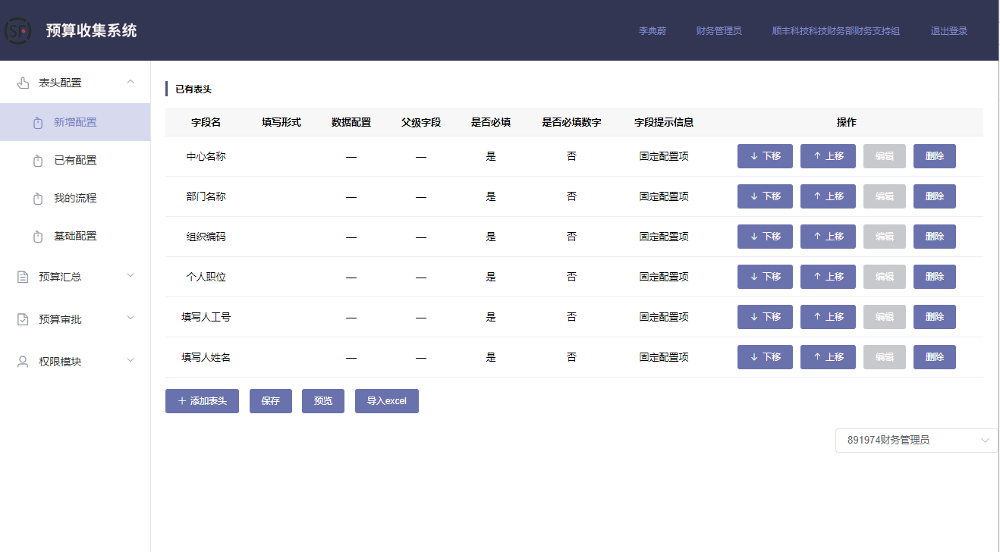 SF 预算收集系统 李典蔚 财务管理员 顺丰科技科技财务部财务支持组 退出登录
表头配置
新增配置
已有配置
我的流程
基础配置
预算汇总
预算审批
权限模块
已有表头
字段名 填写形式 数据配置 父级字段 是否必填 是否必填数字 字段提示信息 操作
中心名称 — — 是 否 固定配置项 ↓ 下移 ↑ 上移 编辑 删除
部门名称 — — 是 否 固定配置项 ↓ 下移 ↑ 上移 编辑 删除
组织编码 — — 是 否 固定配置项 ↓ 下移 ↑ 上移 编辑 删除
个人职位 — — 是 否 固定配置项 ↓ 下移 ↑ 上移 编辑 删除
填写人工号 — — 是 否 固定配置项 ↓ 下移 ↑ 上移 编辑 删除
填写人姓名 — — 是 否 固定配置项 ↓ 下移 ↑ 上移 编辑 删除
+ 添加表头 保存 预览 导入excel
891974财务管理员